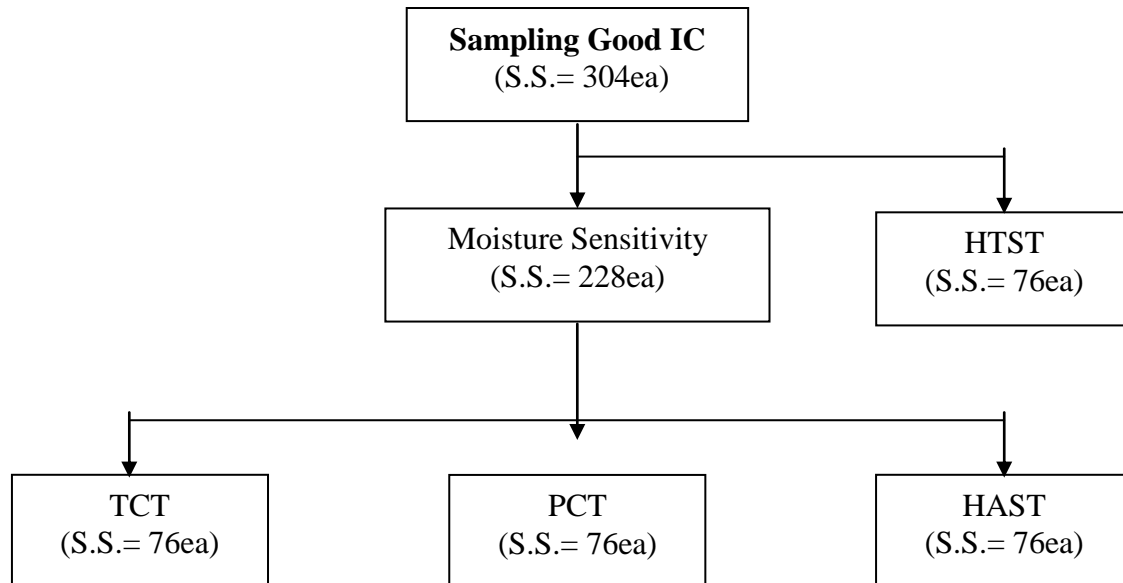 Sampling Good IC
(S.S.= 304ea)
Moisture Sensitivity
(S.S.= 228ea)
HTST
(S.S.= 76ea)
TCT
(S.S.= 76ea)
PCT
(S.S.= 76ea)
HAST
(S.S.= 76ea)